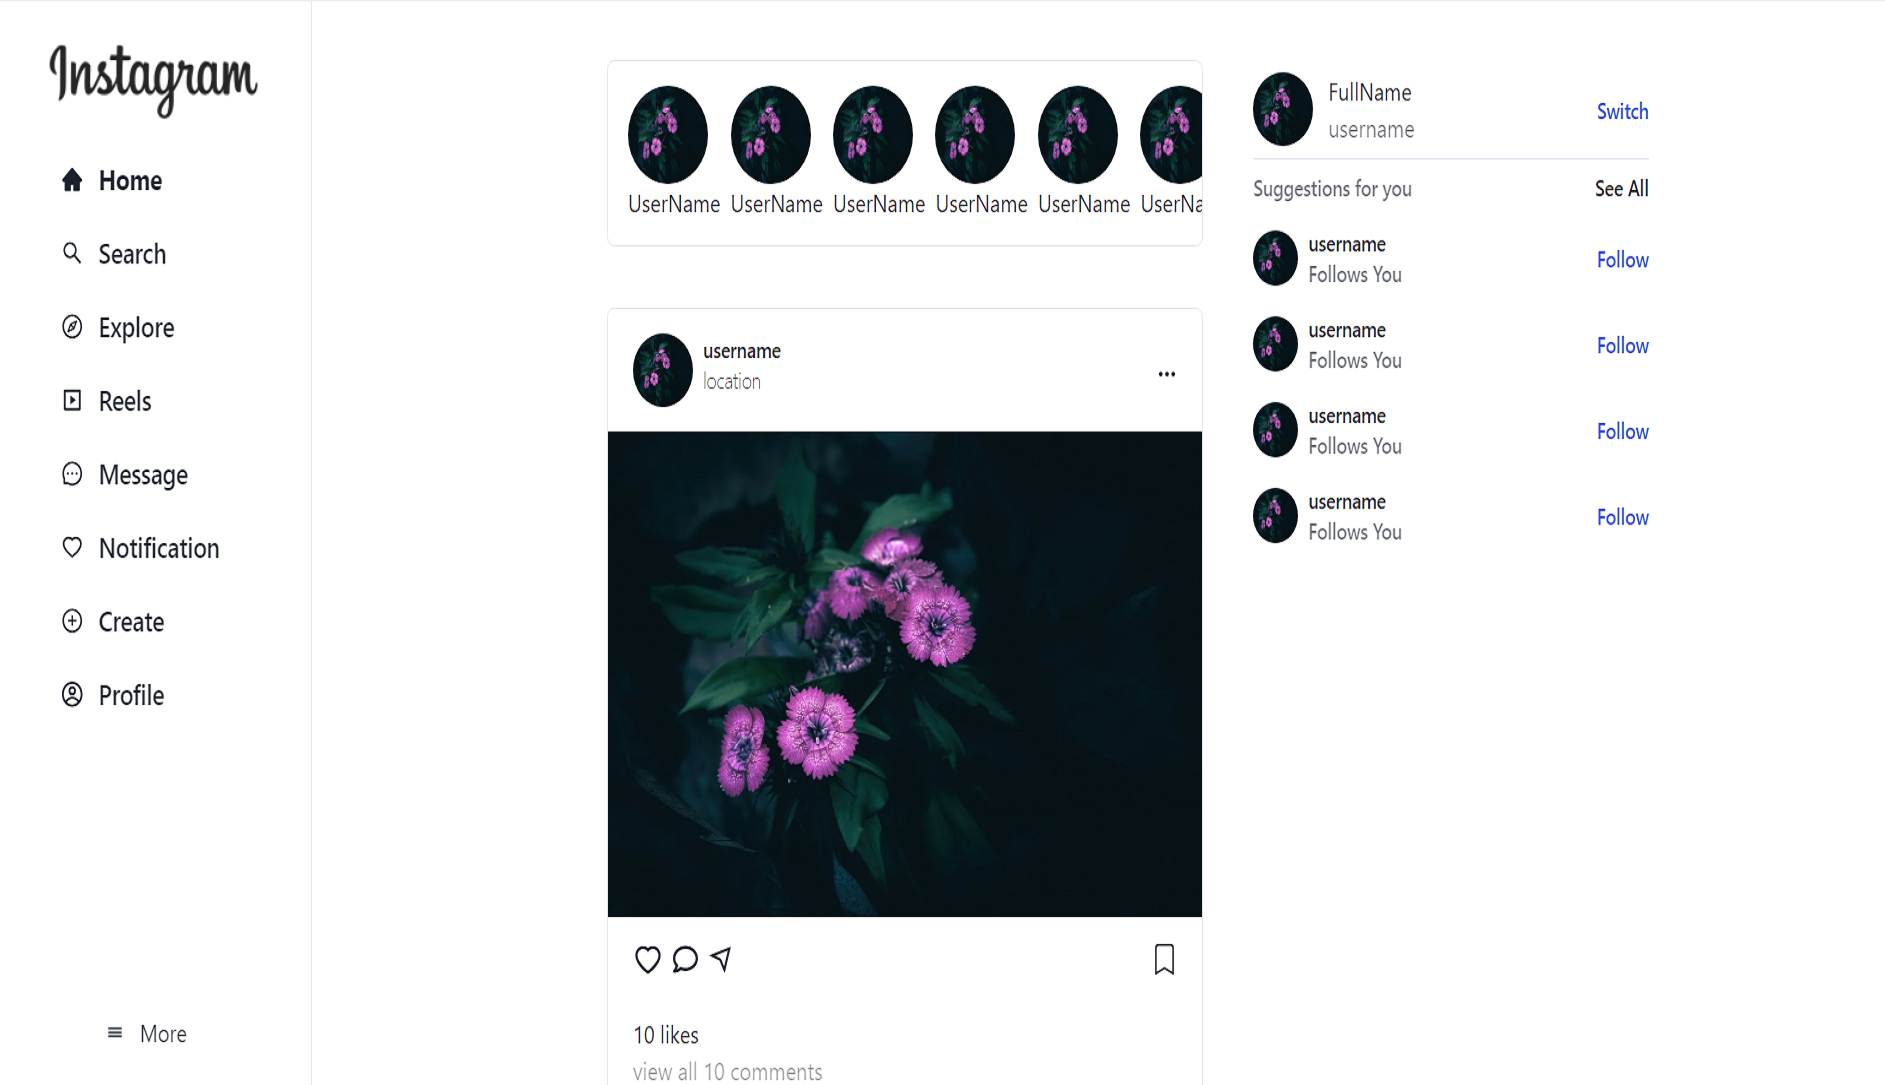 Instagram
Home
Search
Explore
Reels
Message
Notification
Create
Profile
More
UserName UserName UserName UserName UserName UserNa
username
location
10 likes
view all 10 comments
FullName
username
Switch
Suggestions for you
See All
username
Follows You
Follow
username
Follows You
Follow
username
Follows You
Follow
username
Follows You
Follow